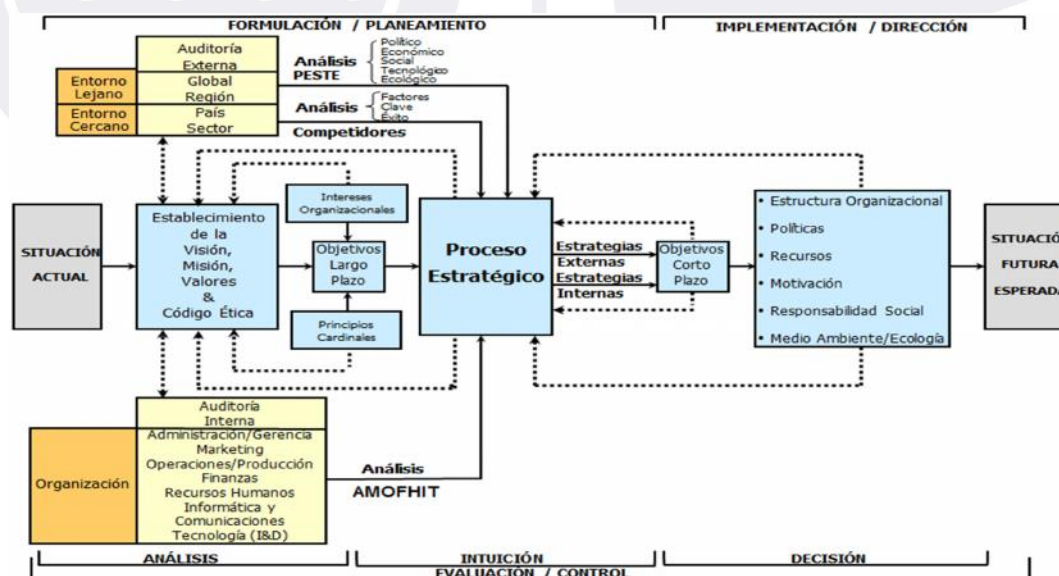 FORMULACIÓN / PLANEAMIENTO
IMPLEMENTACIÓN / DIRECCIÓN
Auditoría
Externa
Entorno
Lejano
Global
Región
Entorno
Cercano
País
Sector
Análisis
PESTE
Político
Económico
Social
Tecnológico
Ecológico
Análisis
Competidores
Factores
Clave
Éxito
SITUACIÓN
ACTUAL
Establecimiento
de la
Visión,
Misión,
Valores
&
Código Ética
Intereses
Organizacionales
Objetivos
Largo
Plazo
Principios
Cardinales
Proceso
Estratégico
Estrategias
Externas
Estrategias
Internas
Objetivos
Corto
Plazo
• Estructura Organizacional
• Políticas
• Recursos
• Motivación
• Responsabilidad Social
• Medio Ambiente/Ecología
SITUACIÓ
FUTURA
ESPERADA
Auditoría
Interna
Organización
Administración/Gerencia
Marketing
Operaciones/Producción
Finanzas
Recursos Humanos
Informática y
Comunicaciones
Tecnología (I&D)
Análisis
AMOFHIT
ANÁLISIS
INTUICIÓN
DECISIÓN
EVALUACIÓN / CONTROL